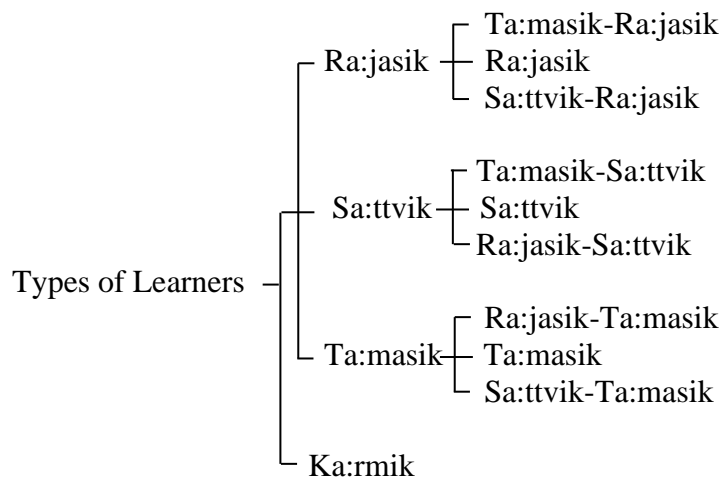 Ta:masik-Ra:jasik
Ra:jasik
Ra:jasik
Sa:ttvik-Ra:jasik
Ta:masik-Sa:ttvik
Sa:ttvik
Sa:ttvik
Ra:jasik-Sa:ttvik
Types of Learners
Ra:jasik-Ta:masik
Ta:masik
Ta:masik
Sa:ttvik-Ta:masik
Ka:rmik